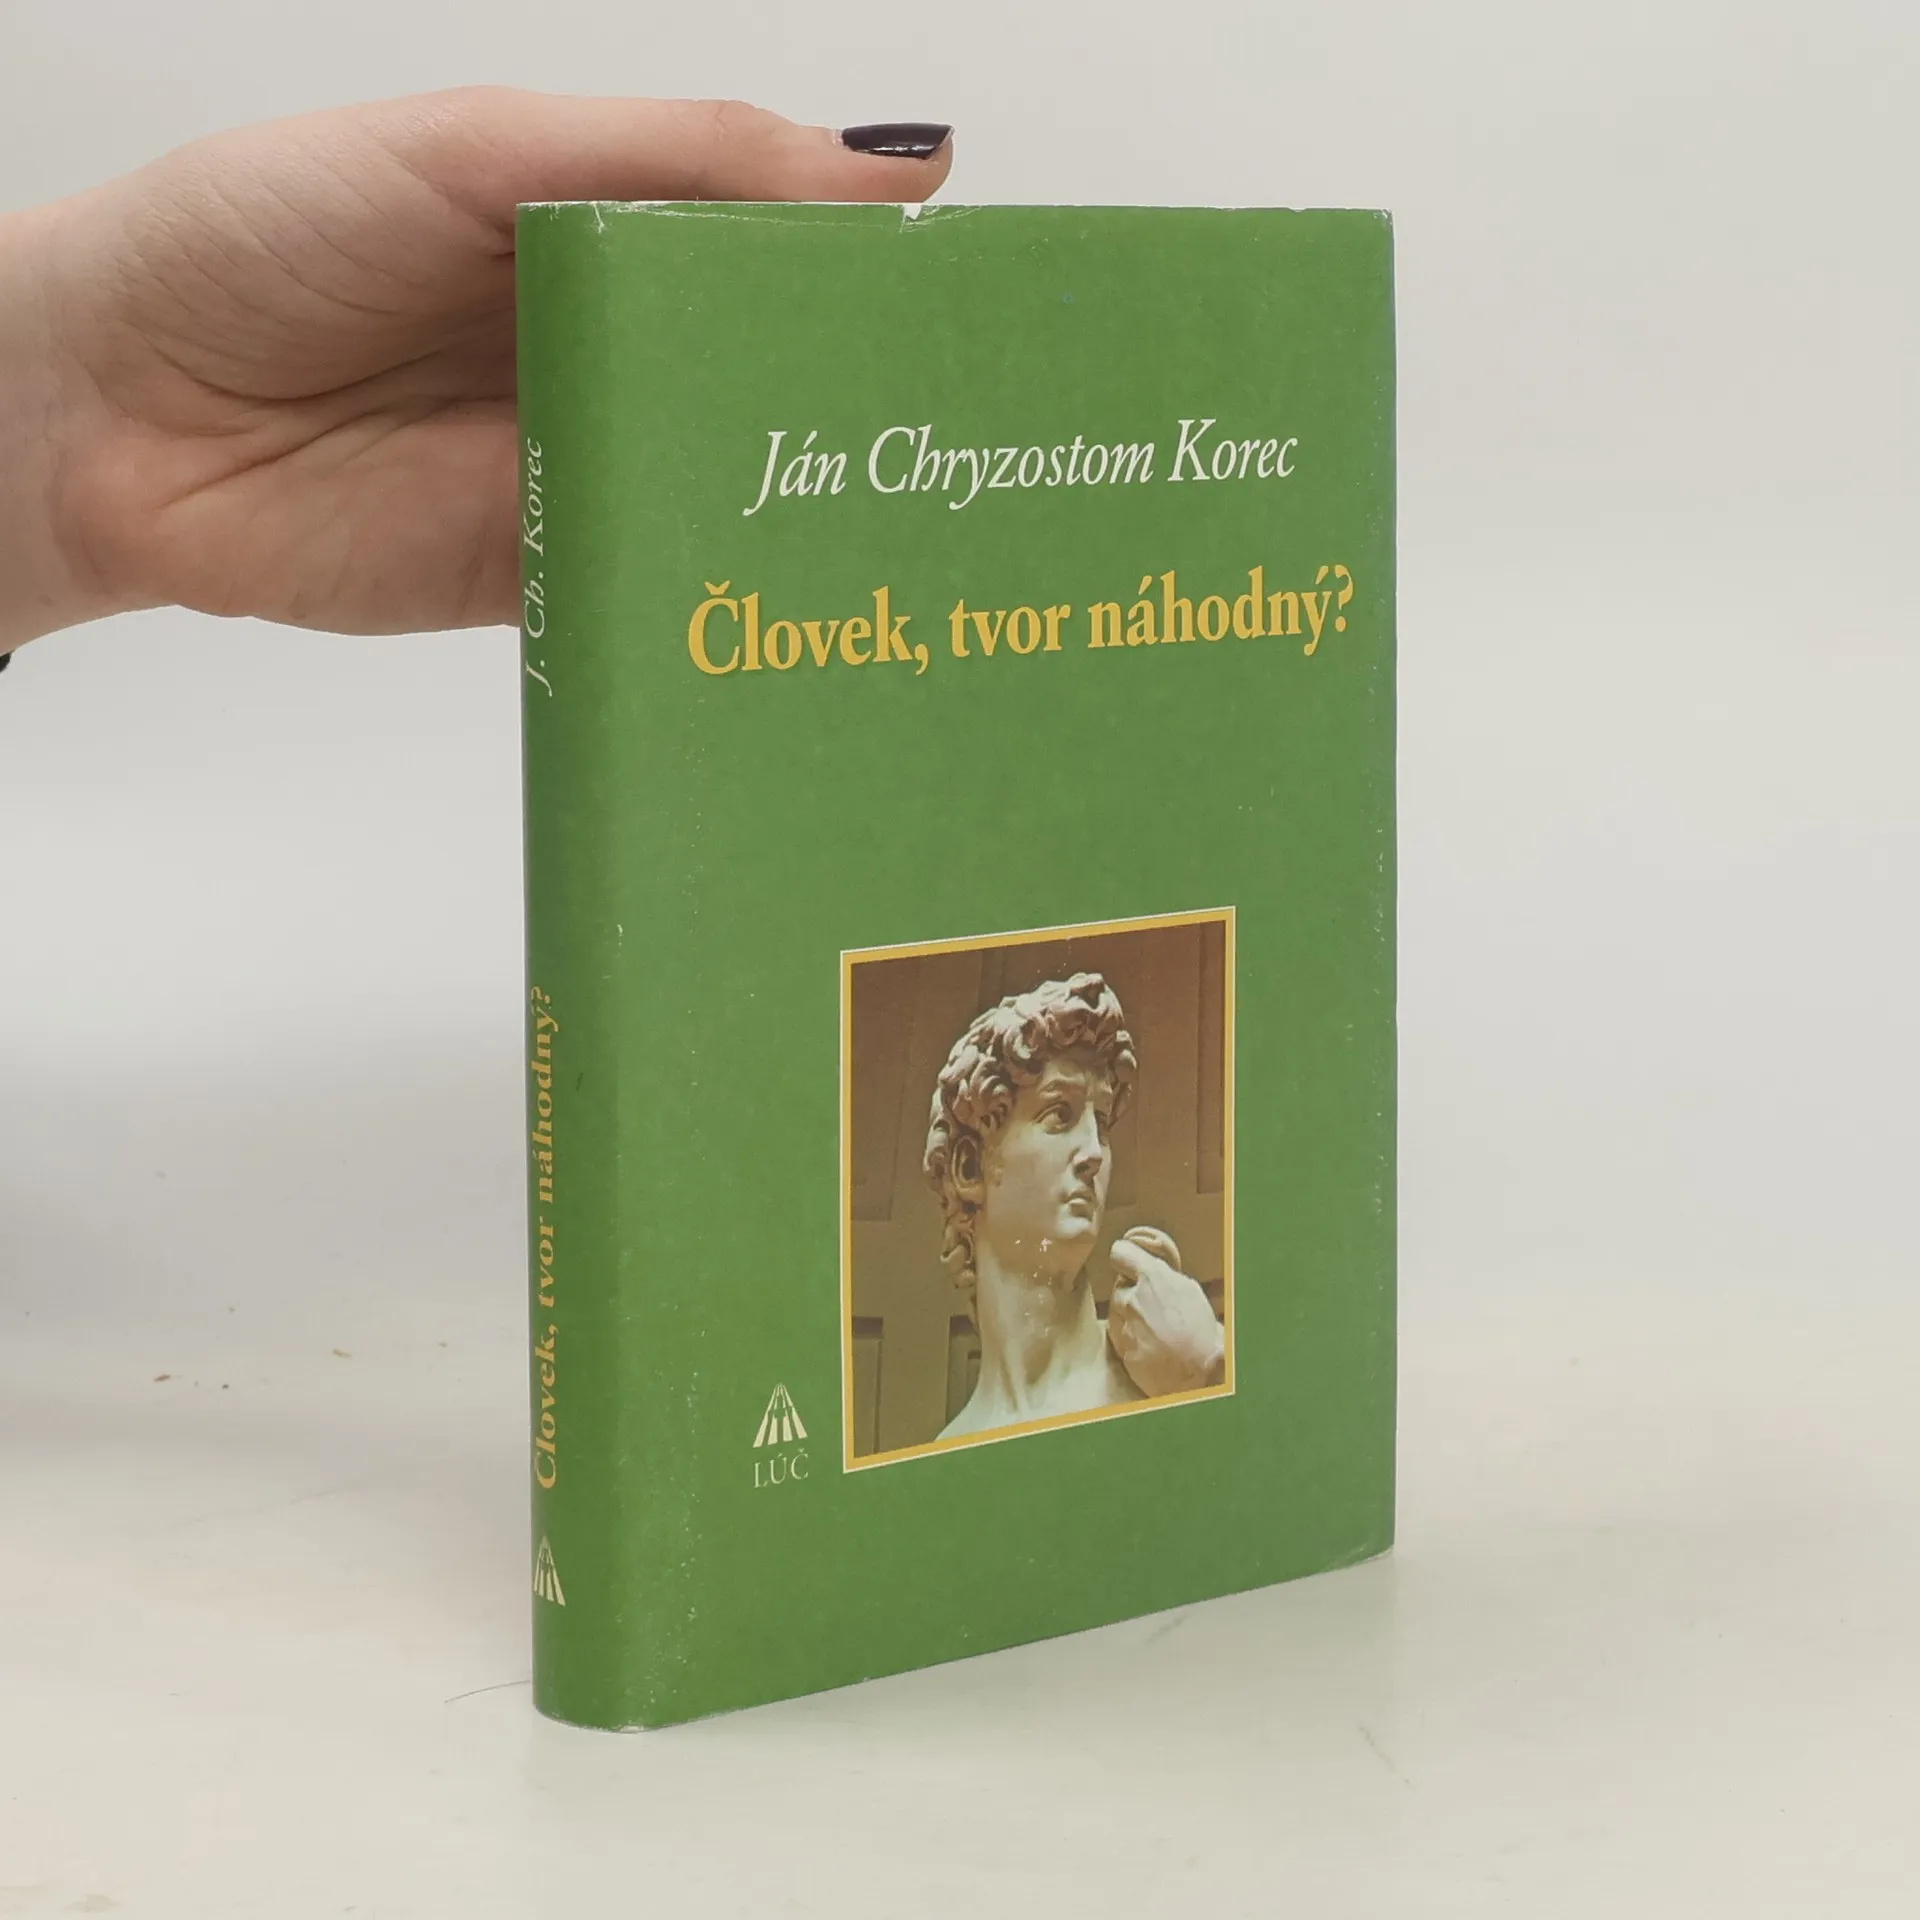 Ján Chryzostom Korec
Človek, tvor náhodný?
LÚČ
J. Ch. Korec
Človek, tvor náhodný?